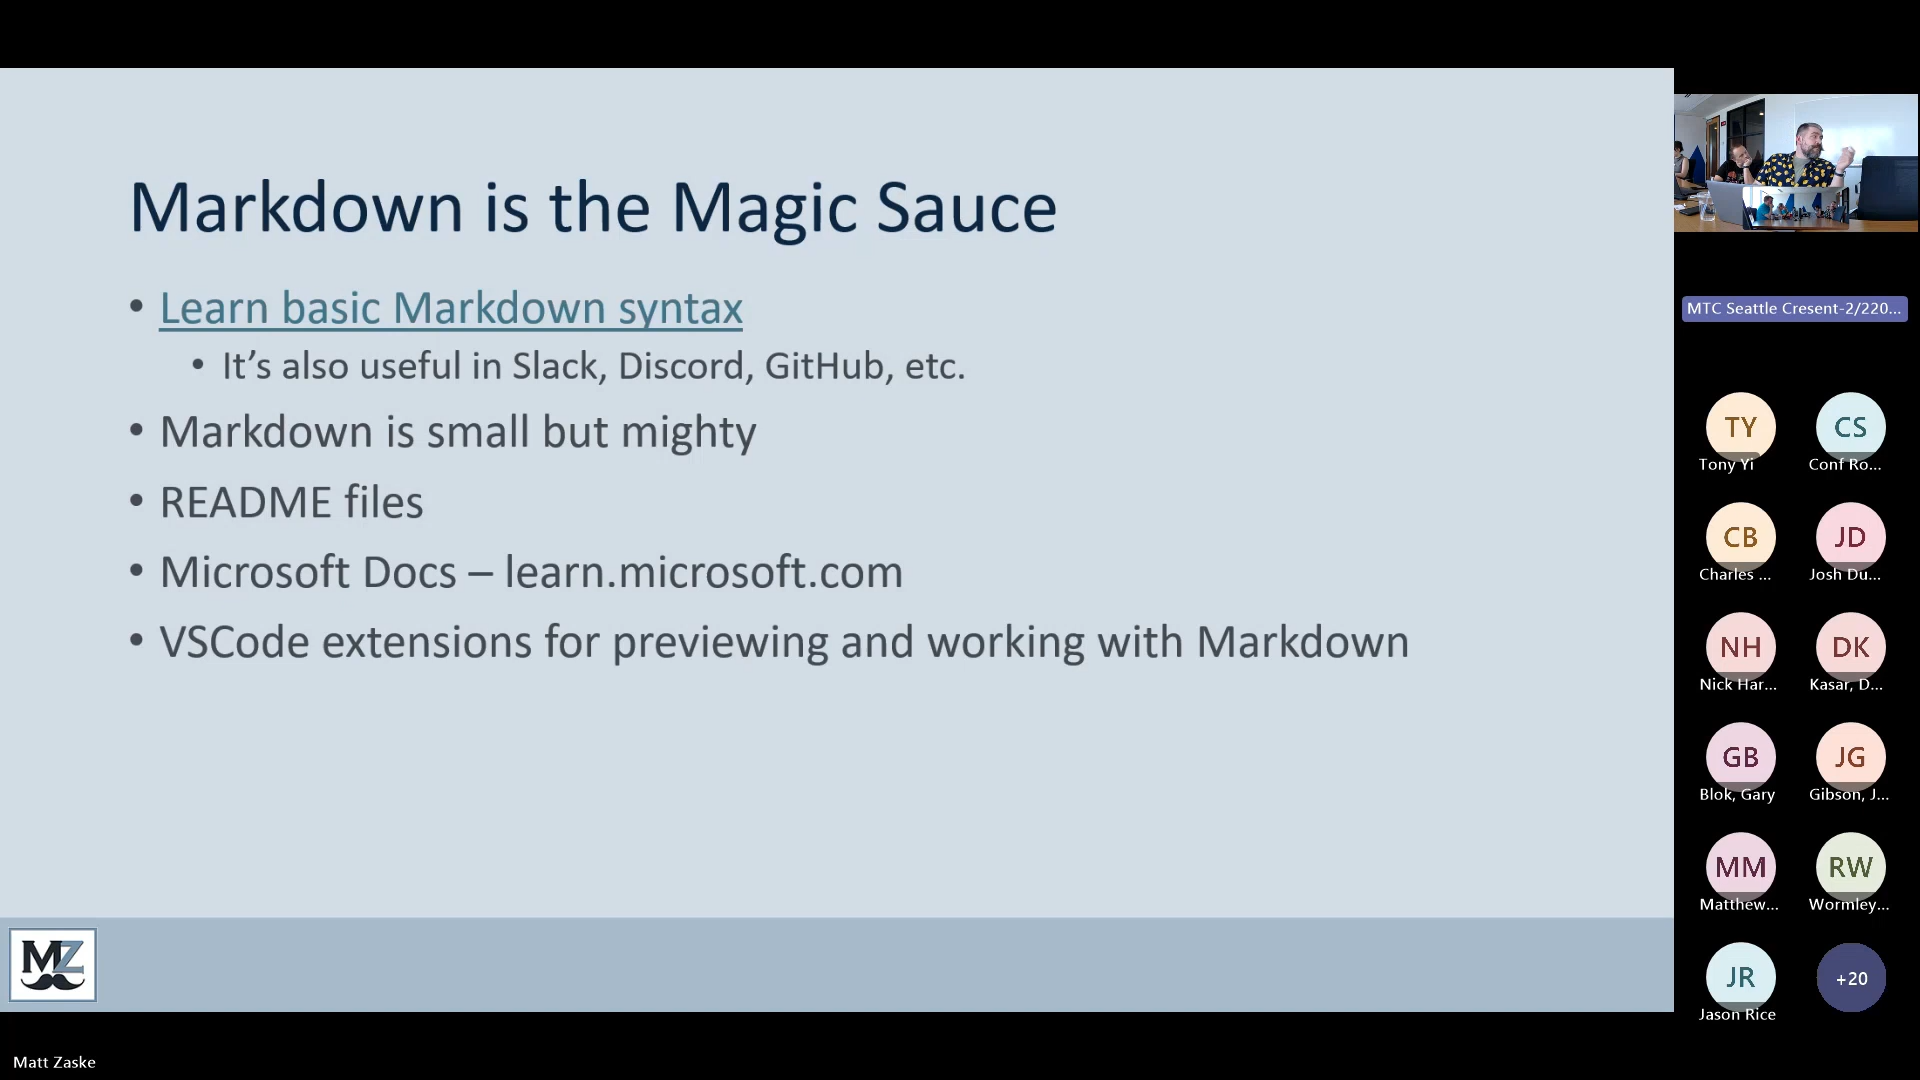 Markdown is the Magic Sauce
• Learn basic Markdown syntax
• It's also useful in Slack, Discord, GitHub, etc.
• Markdown is small but mighty
• README files
• Microsoft Docs – learn.microsoft.com
• VSCode extensions for previewing and working with Markdown
MZ
Matt Zaske
MTC Seattle Cresent-2/220...
TY
Tony Yi
CS
Conf Ro...
CB
Charles ...
JD
Josh Du...
NH
Nick Har...
DK
Kasar, D...
GB
Blok, Gary
JG
Gibson, J...
MM
Matthew...
RW
Wormley...
JR
Jason Rice
+20